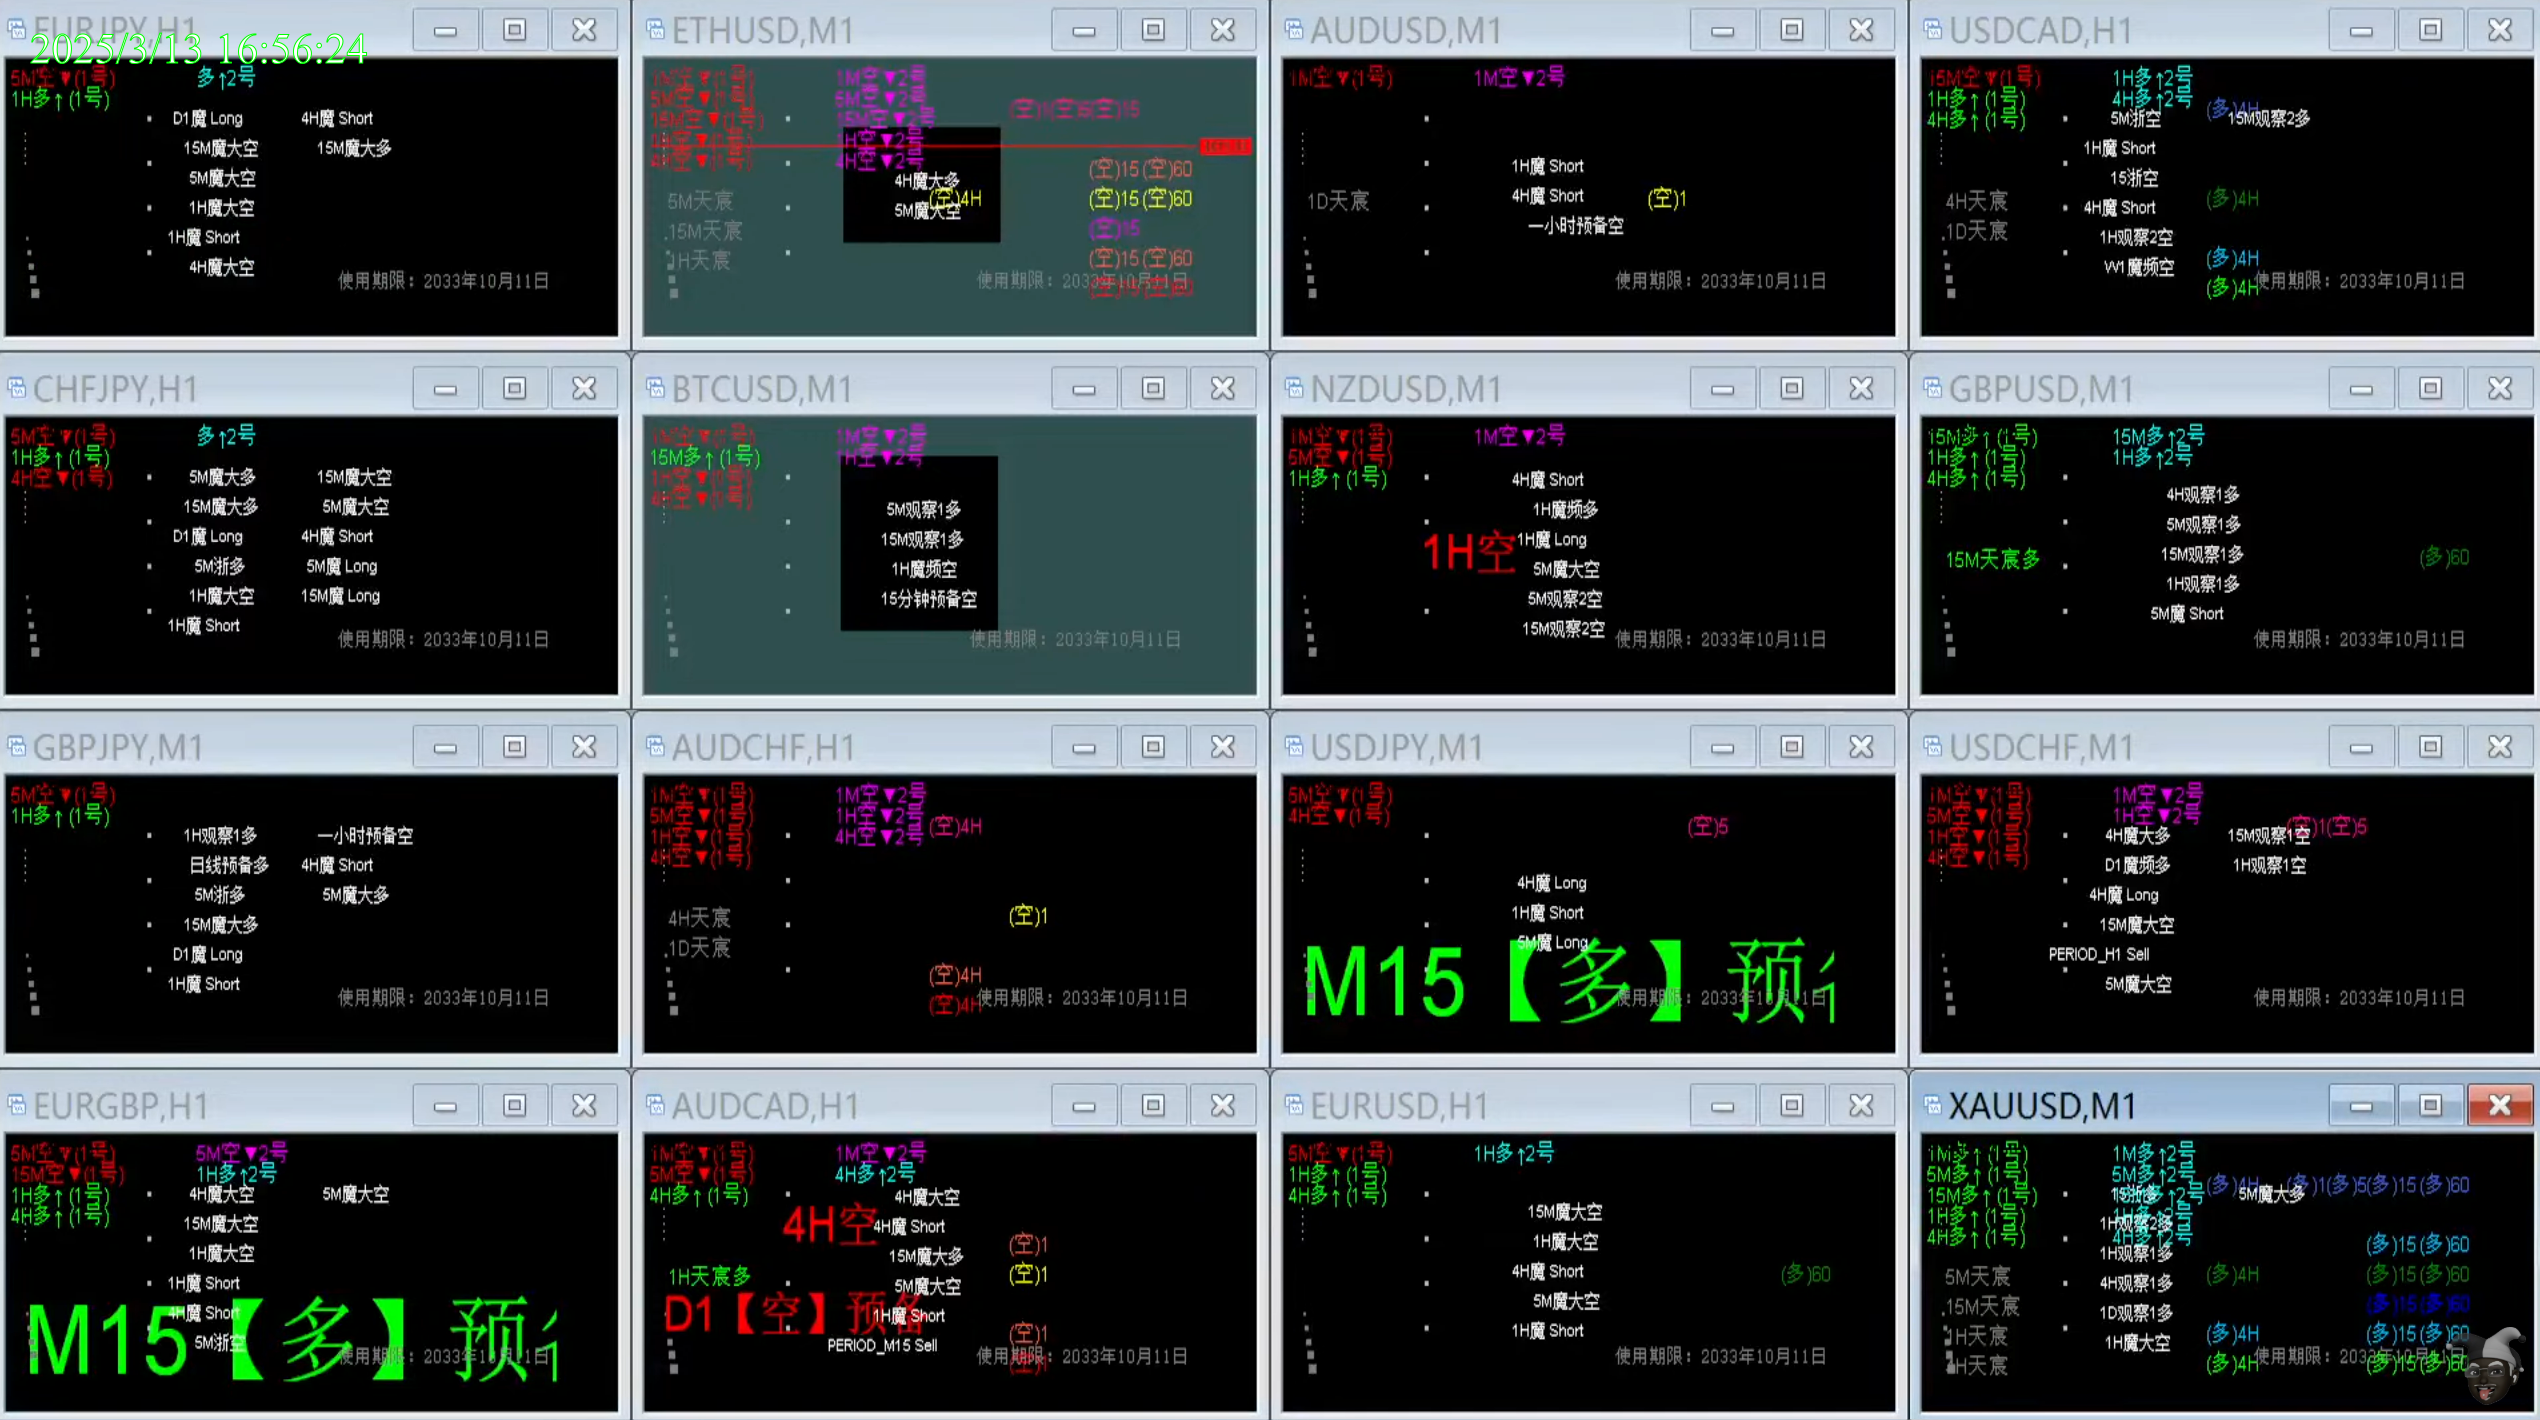 EURJPY,H1
2025/3/13 16:56:24
5M空▼(1号)
多↑2号
1H多↑(1号)
D1魔 Long
4H魔 Short
15M魔大空
15M魔大多
5M魔大空
1H魔大空
1H魔 Short
4H魔大空
使用期限：2033年10月11日
ETHUSD,M1
1M空▼(1号)
1M空▼2号
5M空▼(1号)
5M空▼2号
15M空▼(1号)
15M空▼2号
1H空▼(1号)
1H空▼2号
4H空▼(1号)
4H空▼2号
4H魔大多
(空)15(空)60
5M天宸
(空)4H
(空)15(空)60
5M魔大空
15M天宸
(空)15
1H天宸
(空)15(空)60
使用期限：2033年10月11日
AUDUSD,M1
1M空▼(1号)
1M空▼2号
1H魔 Short
1D天宸
4H魔 Short
(空)1
一小时预备空
使用期限：2033年10月11日
USDCAD,H1
15M空▼(1号)
1H多↑2号
1H多↑(1号)
4H多↑2号
(多)4H
4H多↑(1号)
5M浙空
15M观察2多
1H魔 Short
15浙空
4H天宸
4H魔 Short
(多)4H
1D天宸
1H观察2空
W1魔频空
(多)4H
(多)4H
使用期限：2033年10月11日
CHFJPY,H1
5M空▼(1号)
多↑2号
1H多↑(1号)
4H空▼(1号)
5M魔大多
15M魔大空
15M魔大多
5M魔大空
D1魔 Long
4H魔 Short
5M浙多
5M魔 Long
1H魔大空
15M魔 Long
1H魔 Short
使用期限：2033年10月11日
BTCUSD,M1
1M空▼(1号)
1M空▼2号
15M多↑(1号)
1H空▼2号
1H空▼(1号)
4H空▼(1号)
5M观察1多
15M观察1多
1H魔频空
15分钟预备空
使用期限：2033年10月11日
NZDUSD,M1
1M空▼(1号)
1M空▼2号
5M空▼(1号)
1H多↑(1号)
4H魔 Short
1H魔频多
1H空
1H魔 Long
5M魔大空
5M观察2空
15M观察2空
使用期限：2033年10月11日
GBPUSD,M1
15M多↑(1号)
15M多↑2号
1H多↑(1号)
1H多↑2号
4H多↑(1号)
4H观察1多
5M观察1多
15M天宸多
15M观察1多
(多)60
1H观察1多
5M魔 Short
使用期限：2033年10月11日
GBPJPY,M1
5M空▼(1号)
1H多↑(1号)
1H观察1多
一小时预备空
日线预备多
4H魔 Short
5M浙多
5M魔大多
15M魔大多
D1魔 Long
1H魔 Short
使用期限：2033年10月11日
AUDCHF,H1
1M空▼(1号)
1M空▼2号
5M空▼(1号)
1H空▼2号
1H空▼(1号)
4H空▼2号
(空)4H
4H空▼(1号)
4H天宸
(空)1
1D天宸
(空)4H
(空)4H
使用期限：2033年10月11日
USDJPY,M1
5M空▼(1号)
4H空▼(1号)
(空)5
4H魔 Long
1H魔 Short
5M魔 Long
M15【多】预
使用期限：2033年10月11日
USDCHF,M1
1M空▼(1号)
1M空▼2号
5M空▼(1号)
1H空▼2号
1H空▼(1号)
(空)1(空)5
4H空▼(1号)
4H魔大多
15M观察1空
D1魔频多
1H观察1空
4H魔 Long
15M魔大空
PERIOD_H1 Sell
5M魔大空
使用期限：2033年10月11日
EURGBP,H1
5M空▼(1号)
5M空▼2号
15M空▼(1号)
1H多↑2号
1H多↑(1号)
4H魔大空
5M魔大空
4H多↑(1号)
15M魔大空
1H魔大空
1H魔 Short
4H魔 Short
M15【多】预
5M浙空
使用期限：2033年10月11日
AUDCAD,H1
1M空▼(1号)
1M空▼2号
5M空▼(1号)
4H多↑2号
4H多↑(1号)
4H魔大空
4H空
4H魔 Short
15M魔大多
(空)1
1H天宸多
5M魔大空
(空)1
D1【空】预备
1H魔 Short
(空)1
PERIOD_M15 Sell
(空)1
使用期限：2033年10月11日
EURUSD,H1
5M空▼(1号)
1H多↑2号
1H多↑(1号)
4H多↑(1号)
15M魔大空
1H魔大空
4H魔 Short
(多)60
5M魔大空
1H魔 Short
使用期限：2033年10月11日
XAUUSD,M1
1M多↑(1号)
1M多↑2号
5M多↑(1号)
5M多↑2号
15M多↑(1号)
(多)4H
(多)1(多)5(多)15(多)60
5M魔大多
1H多↑(1号)
1H观察2多
4H多↑(1号)
4H多↑2号
1H观察1多
(多)15(多)60
5M天宸
4H观察1多
(多)4H
(多)15(多)60
15M天宸
1D观察1多
(多)15(多)60
1H天宸
1H魔大空
(多)4H
(多)15(多)60
4H天宸
(多)4H
使用期限：2033年10月11日
(多)15(多)60